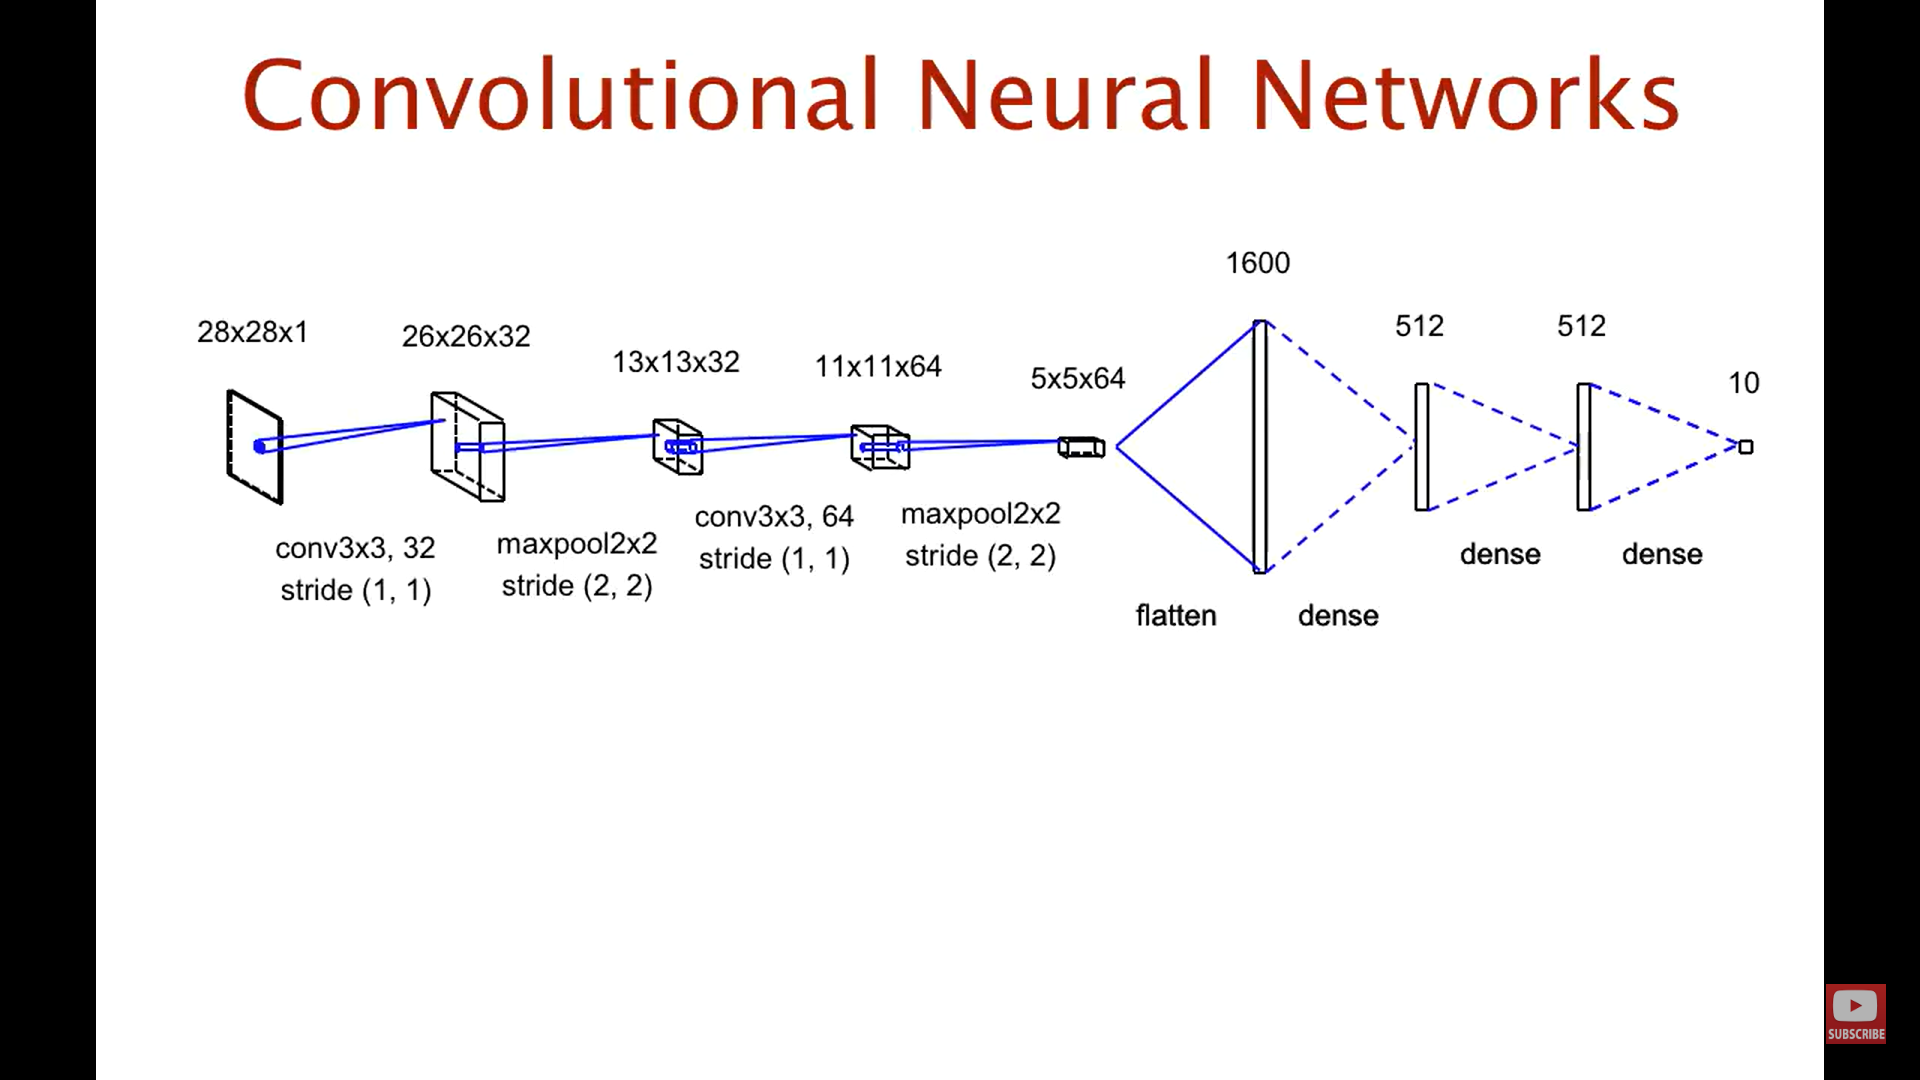 Convolutional Neural Networks
1600
28x28x1
26x26x32
13x13x32
11x11x64
5x5x64
512
512
10
conv3x3, 32
stride (1, 1)
maxpool2x2
stride (2, 2)
conv3x3, 64
stride (1, 1)
maxpool2x2
stride (2, 2)
flatten
dense
dense
dense
SUBSCRIBE